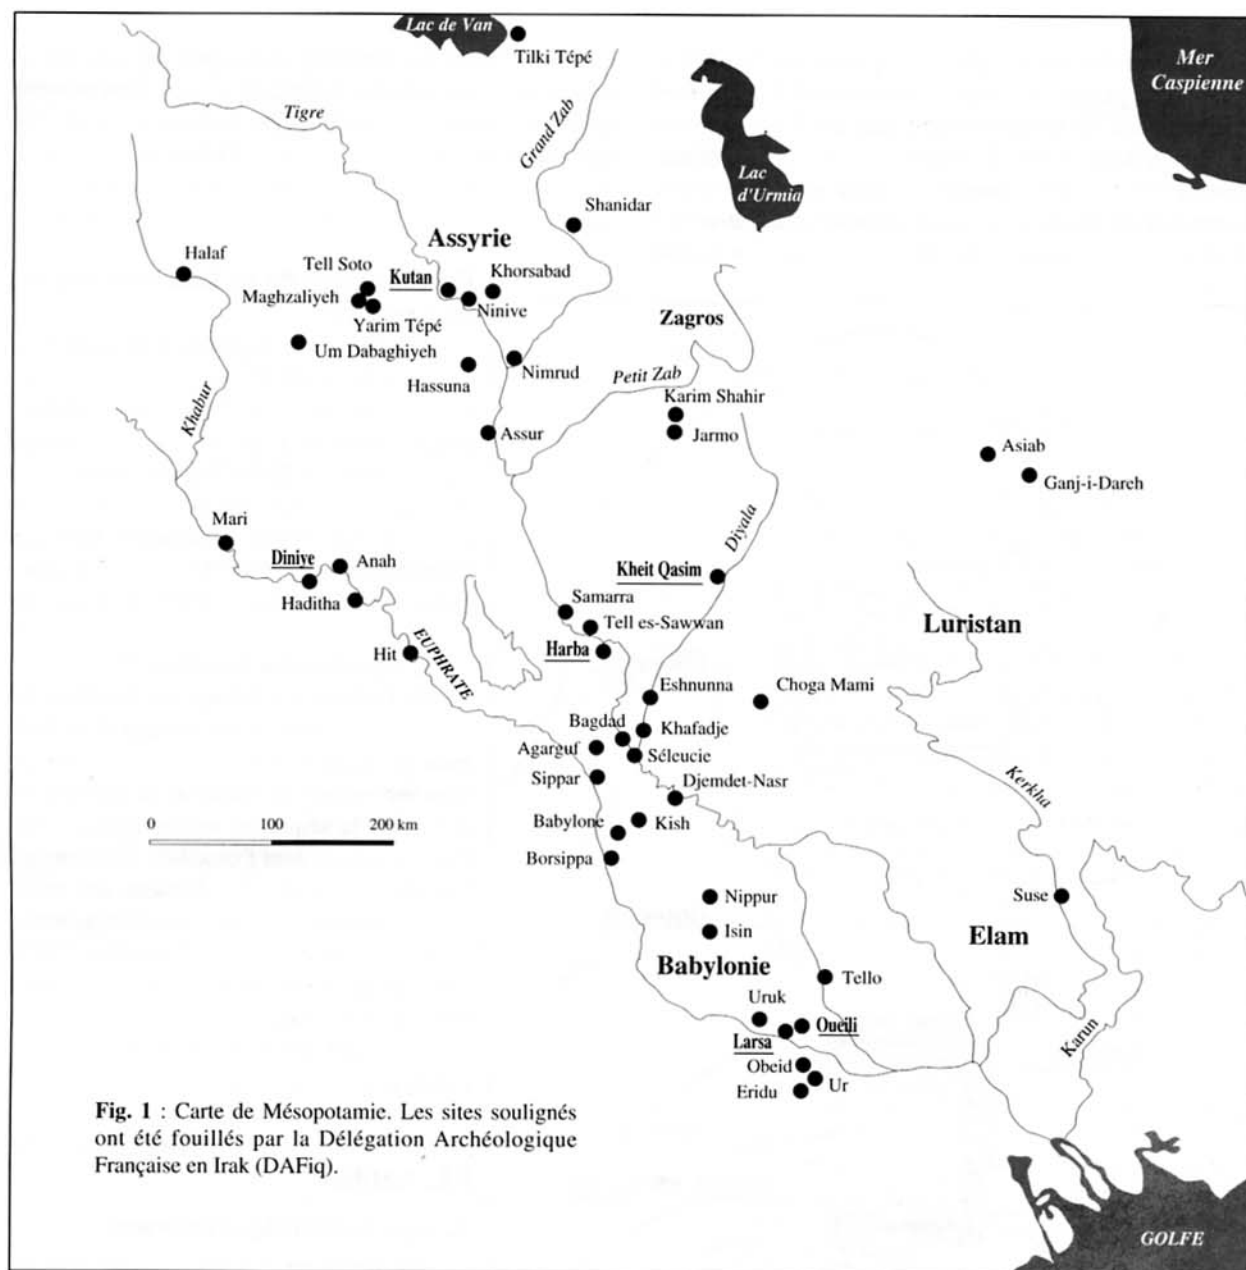 Lac de Van
Tilki Tépé
Mer
Caspienne
Tigre
Grand Zab
Lac
d'Urmia
Shanidar
Assyrie
Halaf
Tell Soto
Kutan
Khorsabad
Maghzaliyeh
Ninive
Yarim Tépé
Zagros
Um Dabaghiyeh
Hassuna
Nimrud
Petit Zab
Khabur
Karim Shahir
Assur
Jarmo
Asiab
Ganj-i-Dareh
Mari
Diniye
Anah
Diyala
Kheit Qasim
Haditha
Samarra
Tell es-Sawwan
Luristan
Hit
EUPHRATE
Harba
Eshnunna
Choga Mami
Bagdad
Khafadje
Agarguf
Séleucie
Sippar
Djemdet-Nasr
Kerkha
0 100 200 km
Babylone
Kish
Borsippa
Nippur
Suse
Isin
Elam
Babylonie
Tello
Uruk
Oueili
Larsa
Karun
Obeid
Eridu
Ur
Fig. 1 : Carte de Mésopotamie. Les sites soulignés
ont été fouillés par la Délégation Archéologique
Française en Irak (DAFiq).
GOLFE